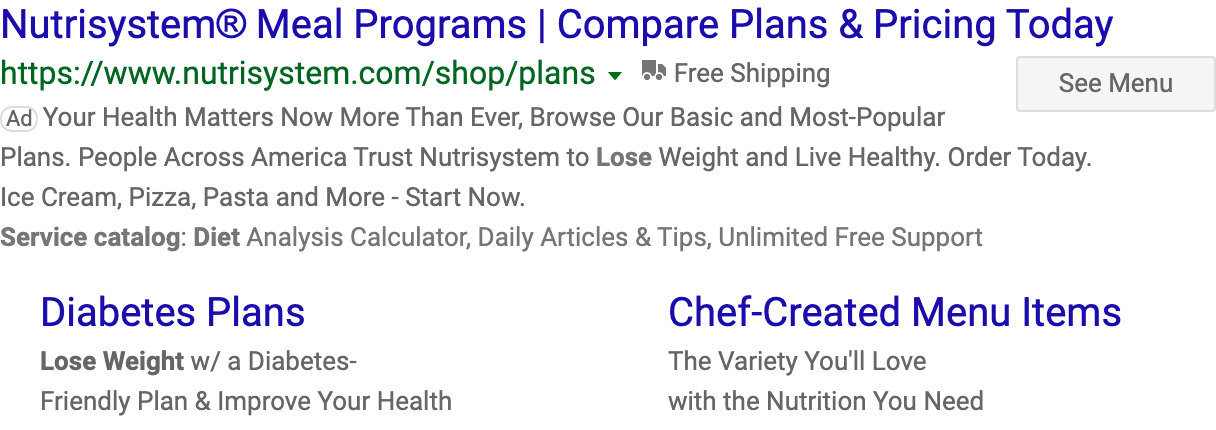 Nutrisystem® Meal Programs | Compare Plans & Pricing Today
https://www.nutrisystem.com/shop/plans Free Shipping
See Menu
Ad Your Health Matters Now More Than Ever, Browse Our Basic and Most-Popular
Plans. People Across America Trust Nutrisystem to Lose Weight and Live Healthy. Order Today.
Ice Cream, Pizza, Pasta and More - Start Now.
Service catalog: Diet Analysis Calculator, Daily Articles & Tips, Unlimited Free Support
Diabetes Plans
Lose Weight w/ a Diabetes-
Friendly Plan & Improve Your Health
Chef-Created Menu Items
The Variety You'll Love
with the Nutrition You Need